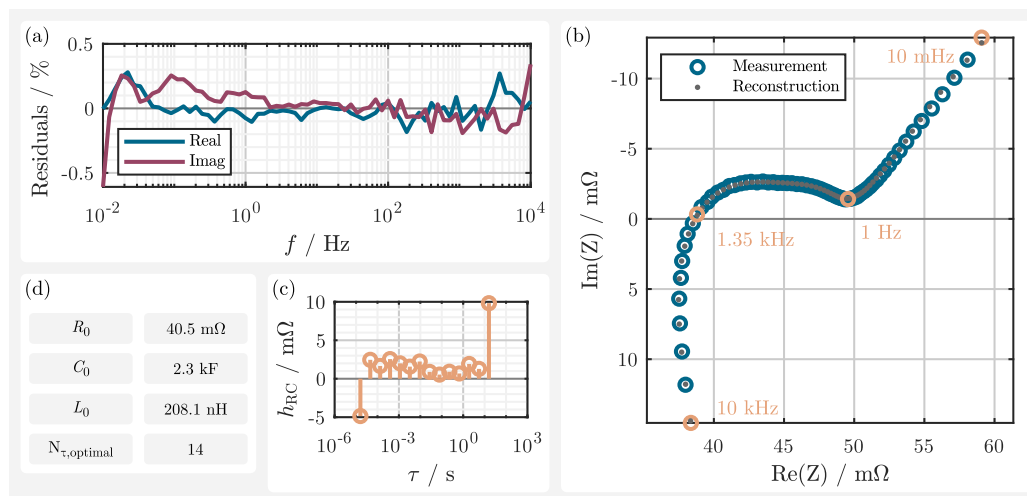 (a)
0.5
0
-0.5
Residuals / %
Real
Imag
10^-2
10^0
10^2
10^4
f / Hz
(b)
-10
-5
0
5
10
Im(Z) / mΩ
Measurement
Reconstruction
10 mHz
1.35 kHz
1 Hz
10 kHz
40
45
50
55
60
Re(Z) / mΩ
(d)
R_0 40.5 mΩ
C_0 2.3 kF
L_0 208.1 nH
N_τ,optimal 14
(c)
10
5
0
-5
h_RC / mΩ
10^-6
10^-3
10^0
10^3
τ / s